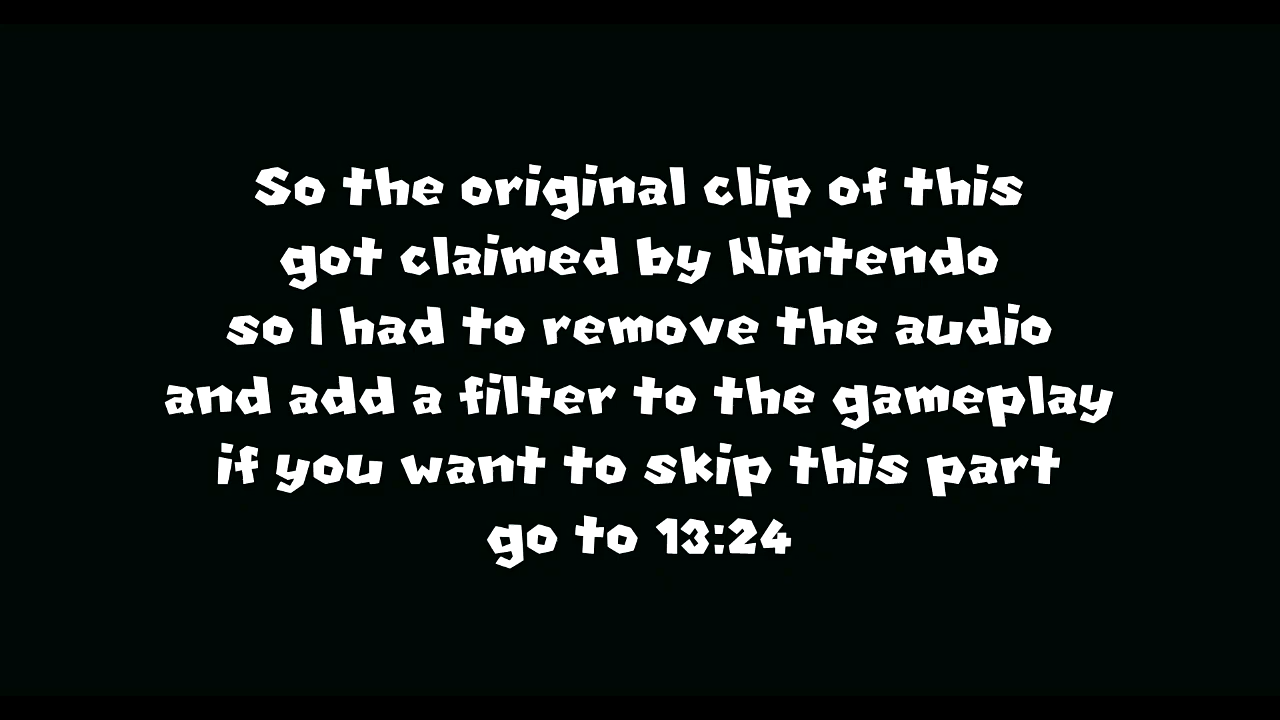 So the original clip of this
got claimed by Nintendo
so I had to remove the audio
and add a filter to the gameplay
if you want to skip this part
go to 13:24